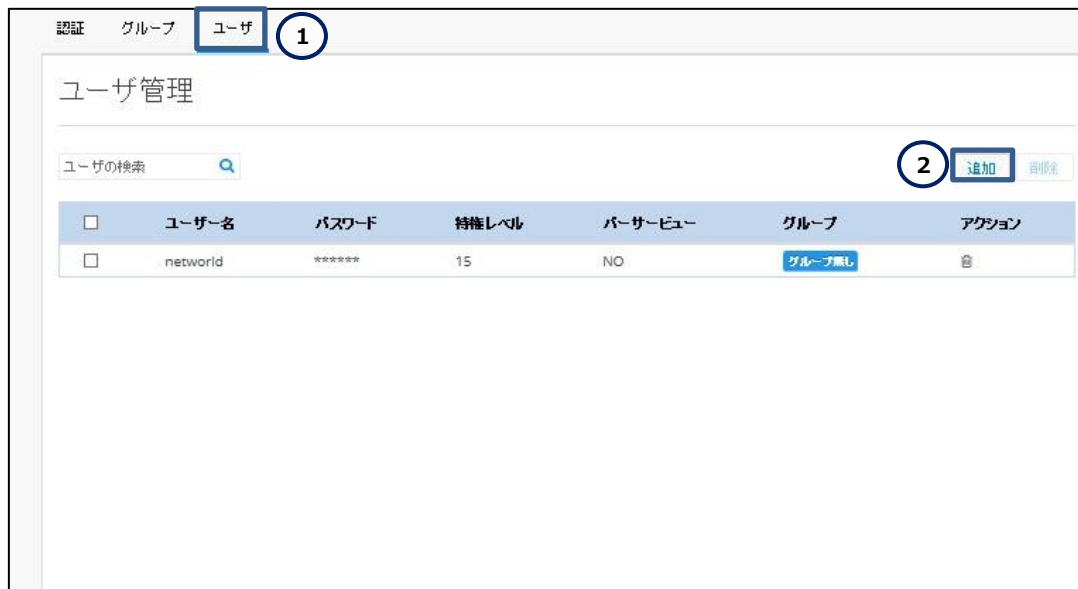 認証 グループ ユーザ 1
ユーザ管理
ユーザの検索 2 追加 削除
ユーザー名 パスワード 特権レベル パーサービュー グループ アクション
networld ****** 15 NO グループ無し